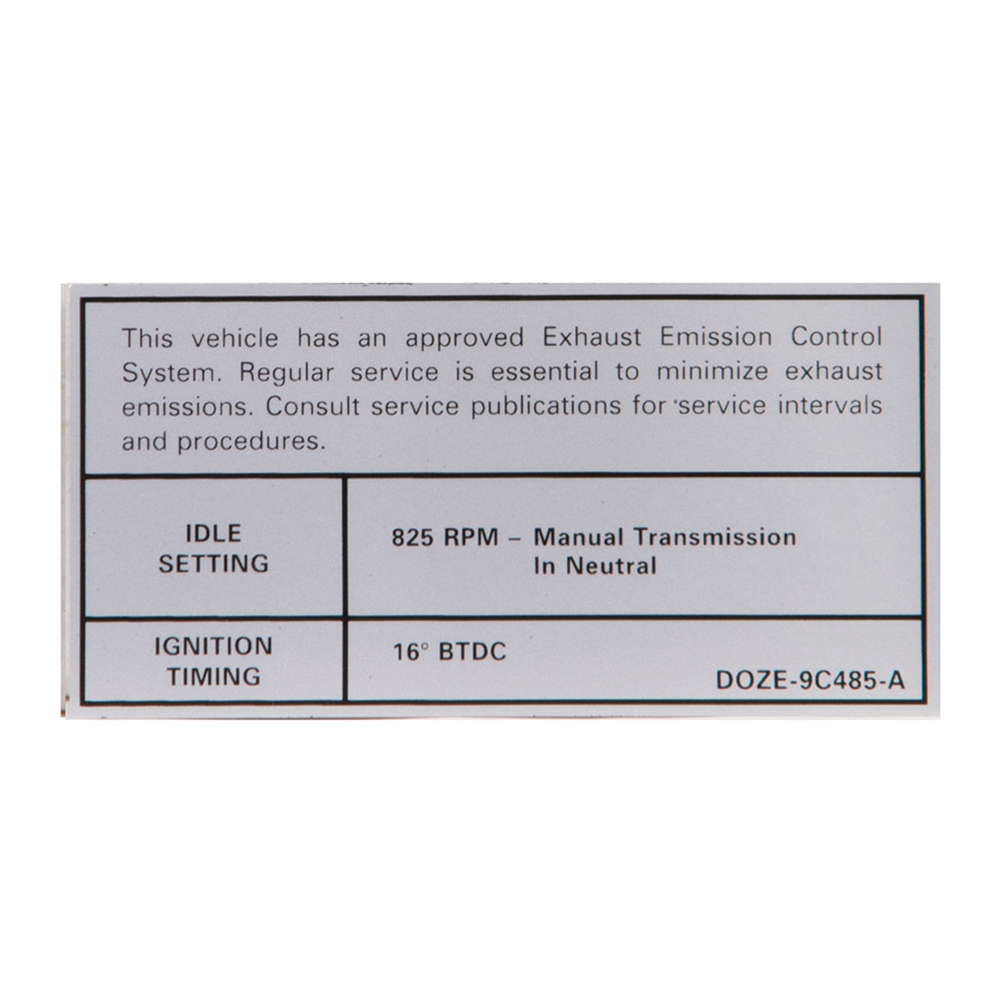 This vehicle has an approved Exhaust Emission Control
System. Regular service is essential to minimize exhaust
emissions. Consult service publications for service intervals
and procedures.
IDLE
SETTING
825 RPM – Manual Transmission
In Neutral
IGNITION
TIMING
16° BTDC
DOZE-9C485-A